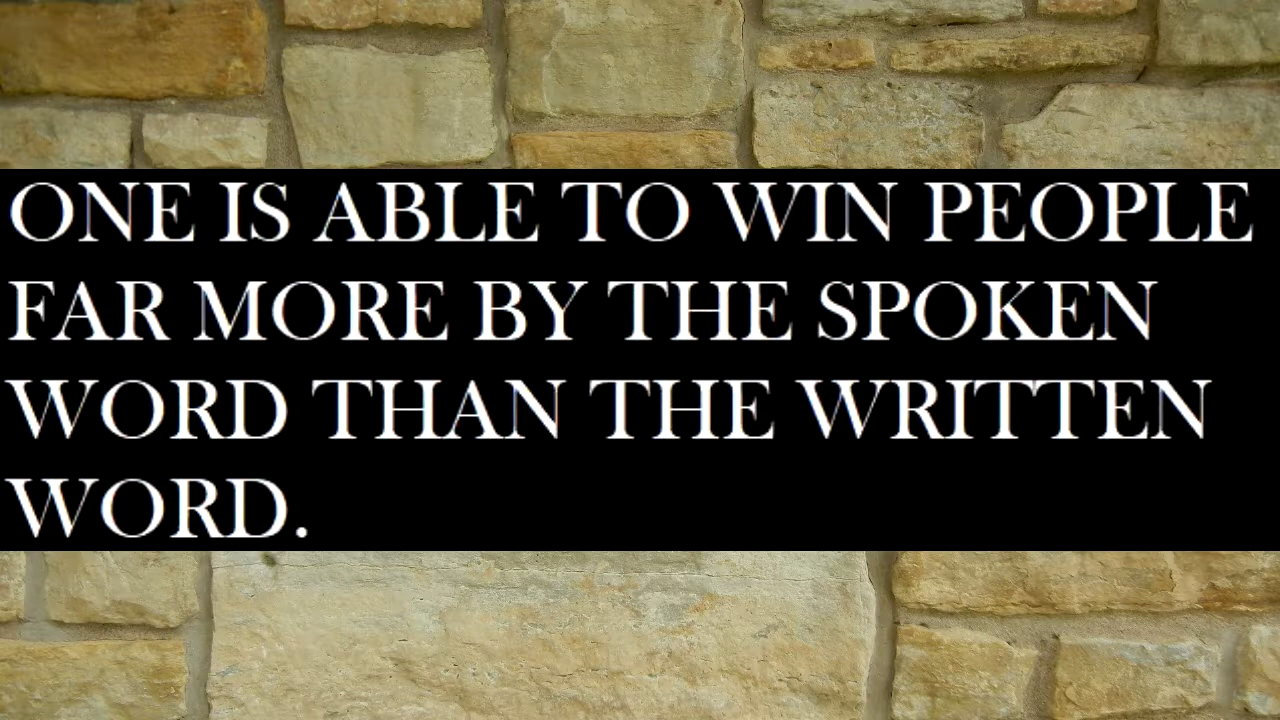 ONE IS ABLE TO WIN PEOPLE
FAR MORE BY THE SPOKEN
WORD THAN THE WRITTEN
WORD.